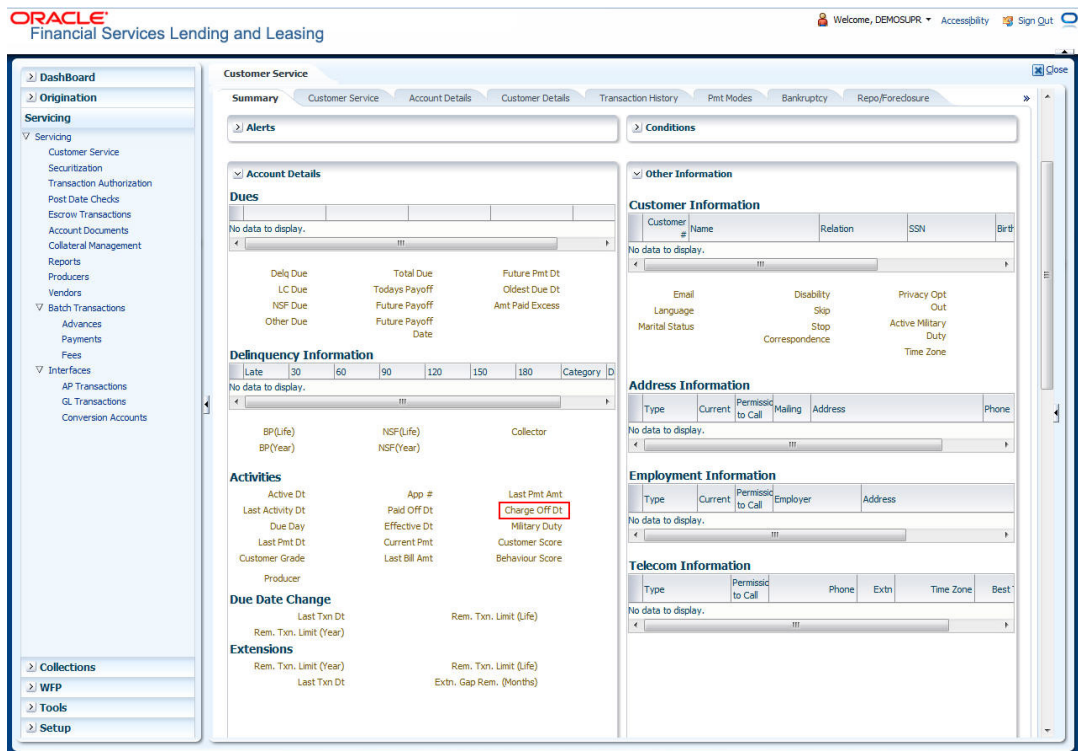 ORACLE
Financial Services Lending and Leasing
Welcome, DEMOSUPR
Accessibility
Sign Out
DashBoard
Origination
Servicing
Servicing
Customer Service
Securitization
Transaction Authorization
Post Date Checks
Escrow Transactions
Account Documents
Collateral Management
Reports
Producers
Vendors
Batch Transactions
Advances
Payments
Fees
Interfaces
AP Transactions
GL Transactions
Conversion Accounts
Collections
WFP
Tools
Setup
Customer Service
Close
Summary Customer Service Account Details Customer Details Transaction History Pmt Modes Bankruptcy Repo/Foreclosure »
Alerts
Account Details
Dues
No data to display.
Delq Due Total Due Future Pmt Dt
LC Due Todays Payoff Oldest Due Dt
NSF Due Future Payoff Amt Paid Excess
Other Due Future Payoff
Date
Delinquency Information
Late 30 60 90 120 150 180 Category D
No data to display.
BP(Life) NSF(Life) Collector
BP(Year) NSF(Year)
Activities
Active Dt App # Last Pmt Amt
Last Activity Dt Paid Off Dt Charge Off Dt
Due Day Effective Dt Military Duty
Last Pmt Dt Current Pmt Customer Score
Customer Grade Last Bill Amt Behaviour Score
Producer
Due Date Change
Last Txn Dt Rem. Txn. Limit (Life)
Rem. Txn. Limit (Year)
Extensions
Rem. Txn. Limit (Year) Rem. Txn. Limit (Life)
Last Txn Dt Extn. Gap Rem. (Months)
Conditions
Other Information
Customer Information
Customer # Name Relation SSN Birth
No data to display.
Email Disability Privacy Opt
Out
Language Skip
Marital Status Stop
Correspondence
Active Military
Duty
Time Zone
Address Information
Type Current Permissic
to Call Mailing Address Phone
No data to display.
Employment Information
Type Current Permissic
to Call Employer Address
No data to display.
Telecom Information
Type Permissic
to Call Phone Extn Time Zone Best T
No data to display.